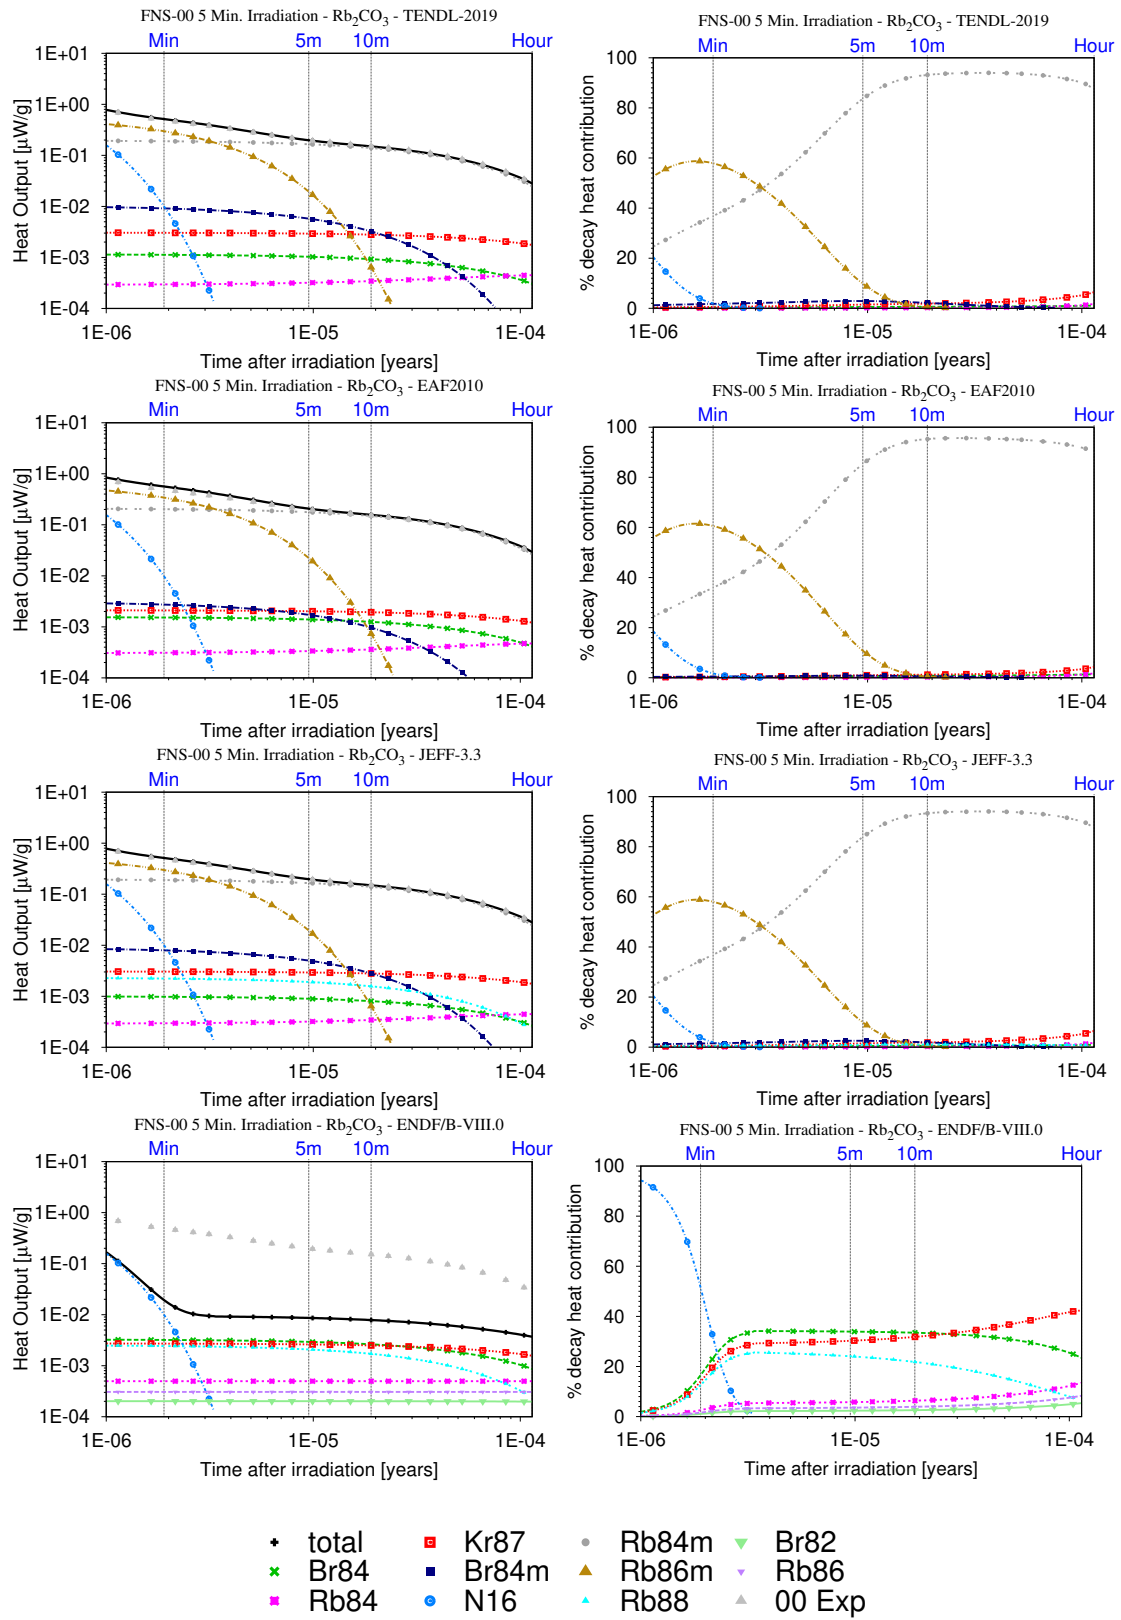 FNS-00 5 Min. Irradiation - Rb₂CO₃ - TENDL-2019
Min 5m 10m Hour
1E+01
1E+00
1E-01
1E-02
1E-03
1E-04
Heat Output [µW/g]
1E-06 1E-05 1E-04
Time after irradiation [years]
FNS-00 5 Min. Irradiation - Rb₂CO₃ - TENDL-2019
Min 5m 10m Hour
100
80
60
40
20
0
% decay heat contribution
1E-06 1E-05 1E-04
Time after irradiation [years]
FNS-00 5 Min. Irradiation - Rb₂CO₃ - EAF2010
Min 5m 10m Hour
1E+01
1E+00
1E-01
1E-02
1E-03
1E-04
Heat Output [µW/g]
1E-06 1E-05 1E-04
Time after irradiation [years]
FNS-00 5 Min. Irradiation - Rb₂CO₃ - EAF2010
Min 5m 10m Hour
100
80
60
40
20
0
% decay heat contribution
1E-06 1E-05 1E-04
Time after irradiation [years]
FNS-00 5 Min. Irradiation - Rb₂CO₃ - JEFF-3.3
Min 5m 10m Hour
1E+01
1E+00
1E-01
1E-02
1E-03
1E-04
Heat Output [µW/g]
1E-06 1E-05 1E-04
Time after irradiation [years]
FNS-00 5 Min. Irradiation - Rb₂CO₃ - JEFF-3.3
Min 5m 10m Hour
100
80
60
40
20
0
% decay heat contribution
1E-06 1E-05 1E-04
Time after irradiation [years]
FNS-00 5 Min. Irradiation - Rb₂CO₃ - ENDF/B-VIII.0
Min 5m 10m Hour
1E+01
1E+00
1E-01
1E-02
1E-03
1E-04
Heat Output [µW/g]
1E-06 1E-05 1E-04
Time after irradiation [years]
FNS-00 5 Min. Irradiation - Rb₂CO₃ - ENDF/B-VIII.0
Min 5m 10m Hour
100
80
60
40
20
0
% decay heat contribution
1E-06 1E-05 1E-04
Time after irradiation [years]
total Kr87 Rb84m Br82
Br84 Br84m Rb86m Rb86
Rb84 N16 Rb88 00 Exp